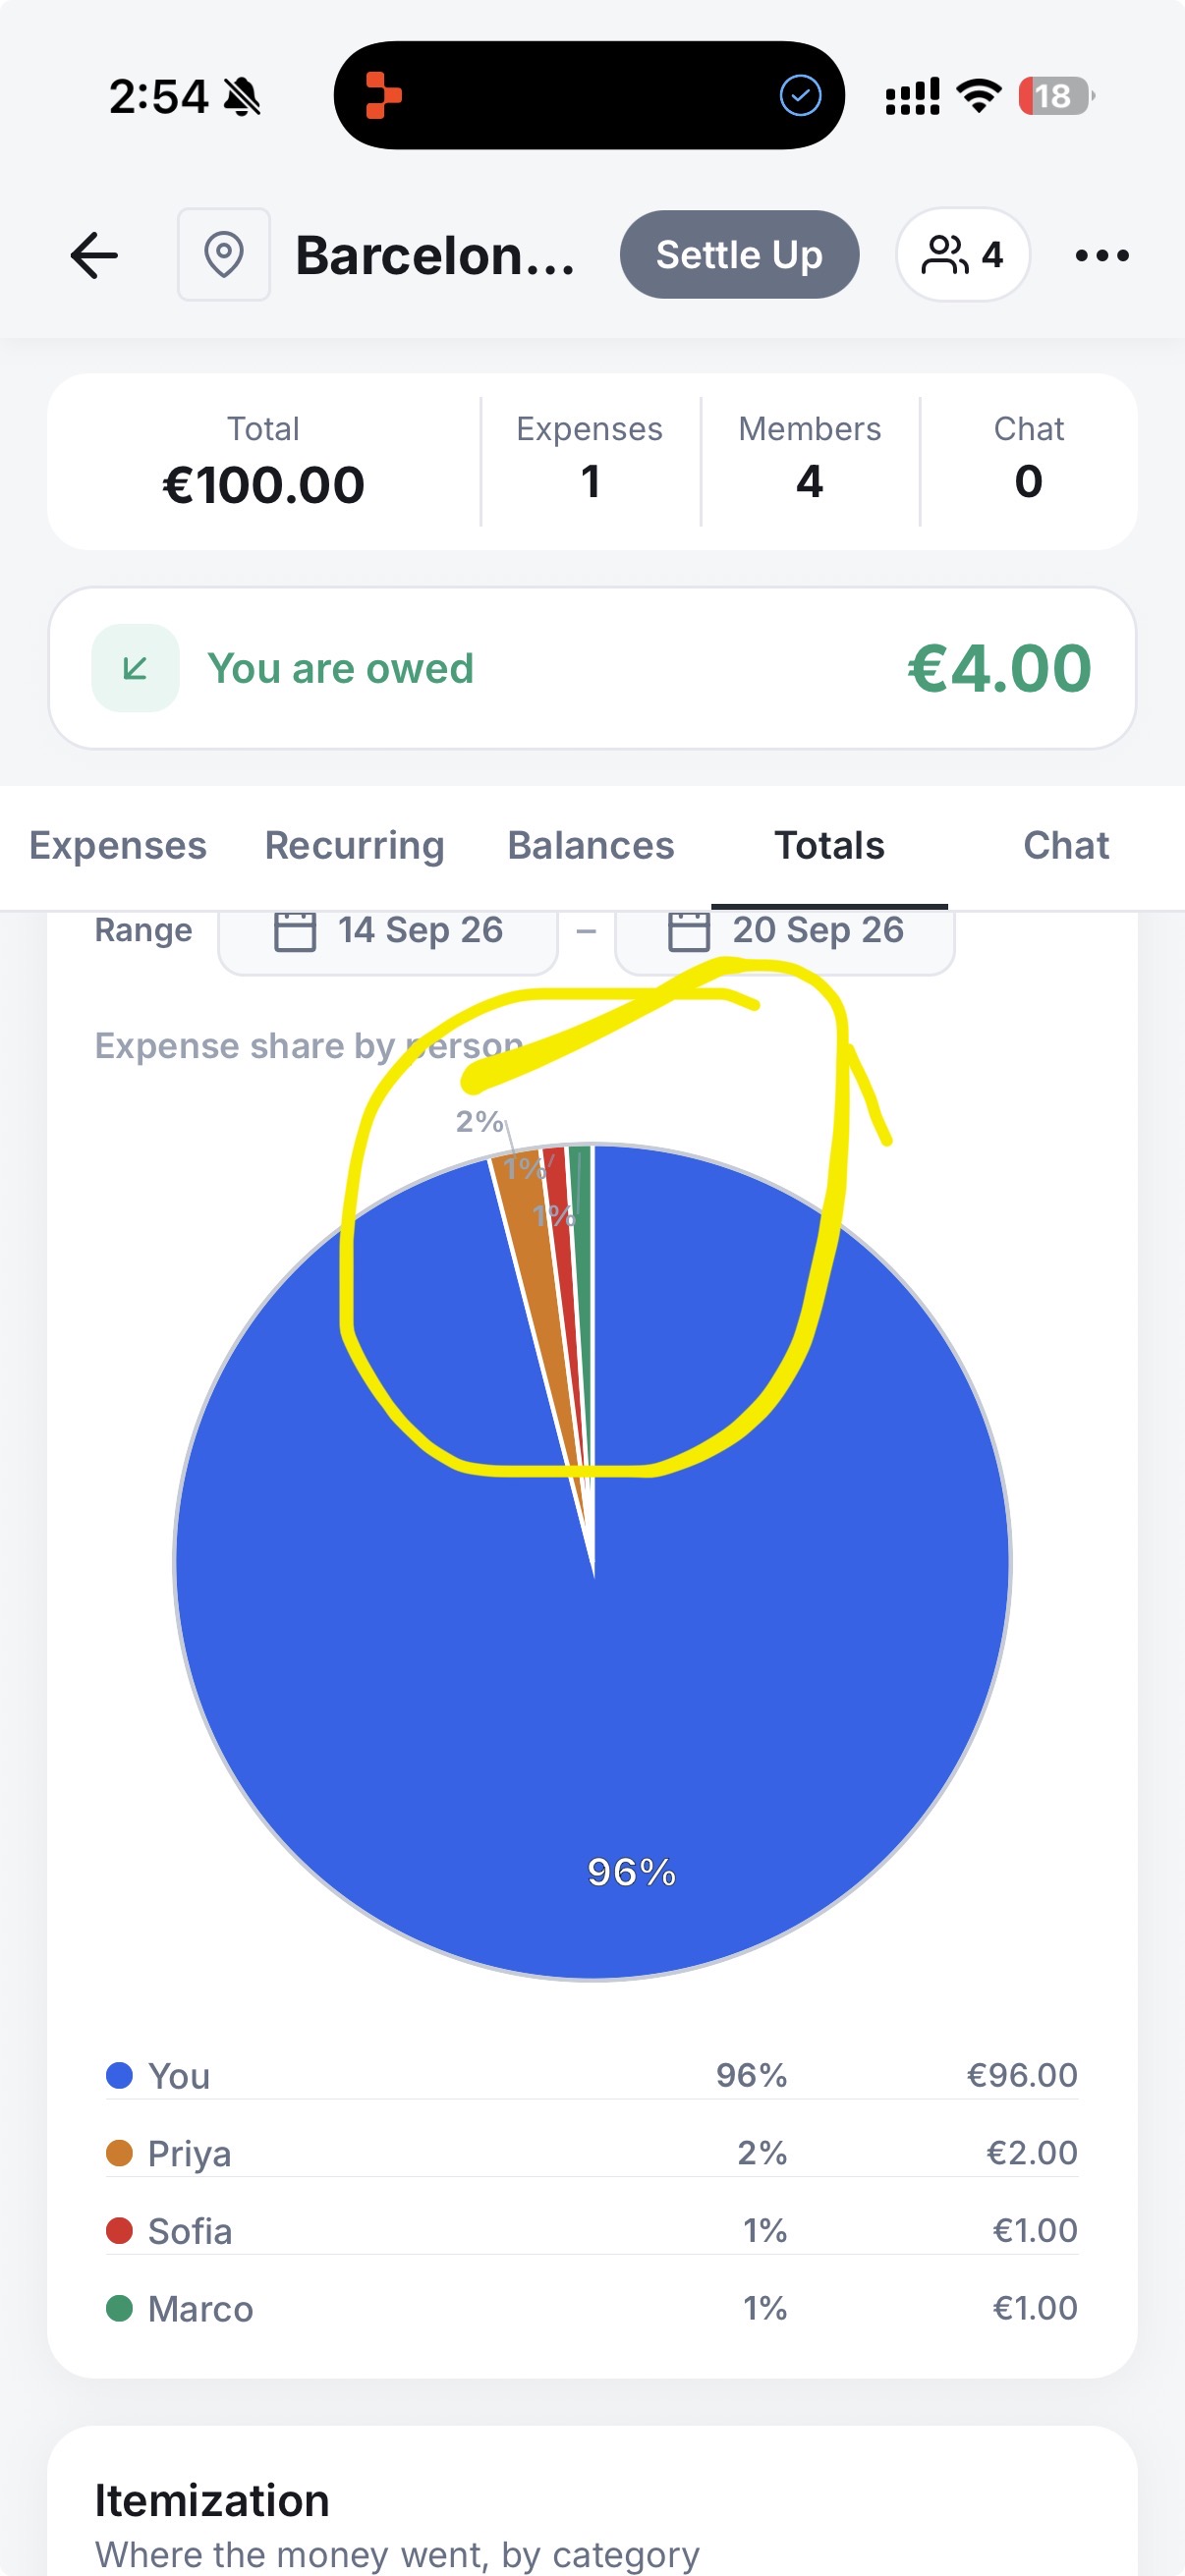 2:54
18
Barcelon...
Settle Up
4
Total
€100.00
Expenses
1
Members
4
Chat
0
You are owed
€4.00
Expenses
Recurring
Balances
Totals
Chat
Range
14 Sep 26
–
20 Sep 26
Expense share by person
2%
1%
1%
96%
You 96% €96.00
Priya 2% €2.00
Sofia 1% €1.00
Marco 1% €1.00
Itemization
Where the money went, by category